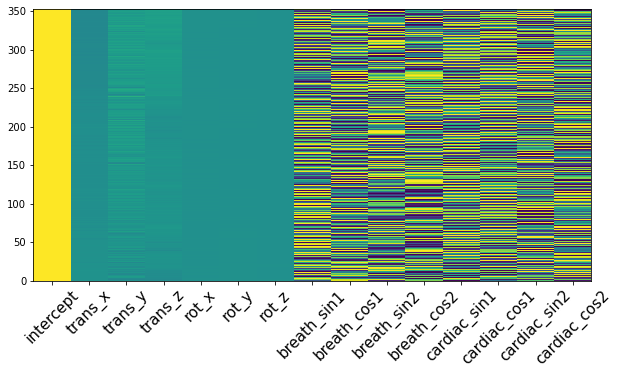 350
300
250
200
150
100
50
0
intercept
trans_x
trans_y
trans_z
rot_x
rot_y
rot_z
breath_sin1
breath_cos1
breath_sin2
breath_cos2
cardiac_sin1
cardiac_cos1
cardiac_sin2
cardiac_cos2